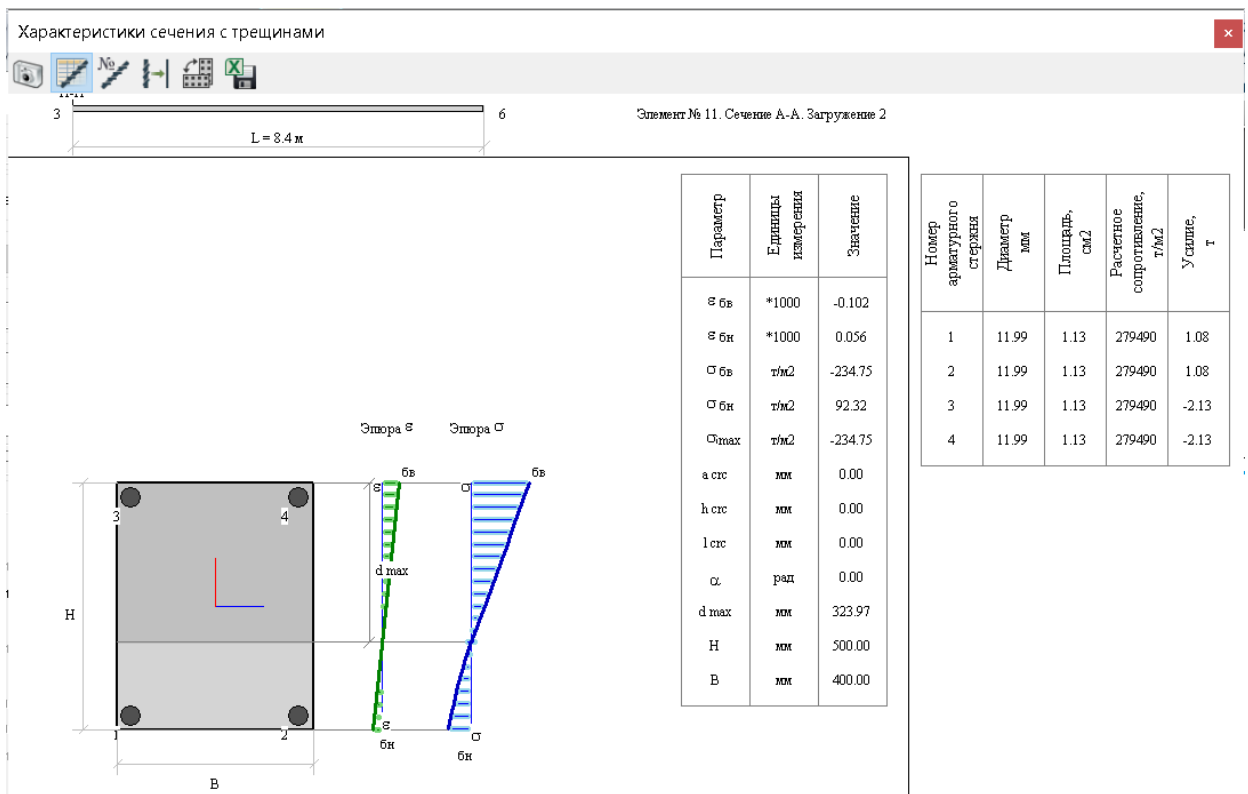 Характеристики сечения с трещинами
№
3
6
Элемент № 11. Сечение А-А. Загружение 2
L = 8.4 м
Параметр
Единицы измерения
Значение
ε бв *1000 -0.102
ε бн *1000 0.056
σ бв т/м2 -234.75
σ бн т/м2 92.32
σmax т/м2 -234.75
a crc мм 0.00
h crc мм 0.00
l crc мм 0.00
α рад 0.00
d max мм 323.97
H мм 500.00
B мм 400.00
Номер арматурного стержня
Диаметр мм
Площадь, см2
Расчетное сопротивление, т/м2
Усилие, т
1 11.99 1.13 279490 1.08
2 11.99 1.13 279490 1.08
3 11.99 1.13 279490 -2.13
4 11.99 1.13 279490 -2.13
Эпюра ε
Эпюра σ
бв
бв
ε
σ
3
4
d max
H
1
2
ε
σ
бн
бн
B